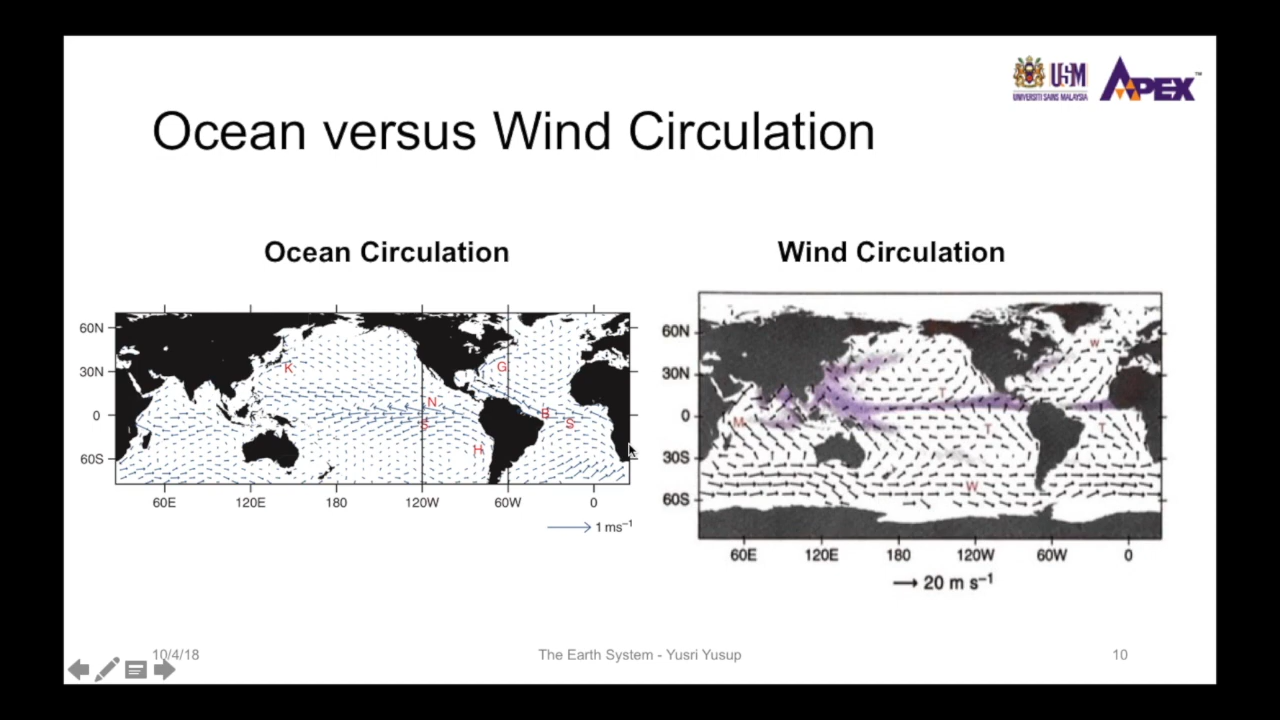 USM
UNIVERSITI SAINS MALAYSIA
APEX™
Ocean versus Wind Circulation
Ocean Circulation
60N
30N
0
60S
K
G
N
B
S
S
H
60E 120E 180 120W 60W 0
1 ms⁻¹
Wind Circulation
60N
30N
0
30S
60S
W
T
M
T
T
W
60E 120E 180 120W 60W 0
20 m s⁻¹
10/4/18
The Earth System - Yusri Yusup
10